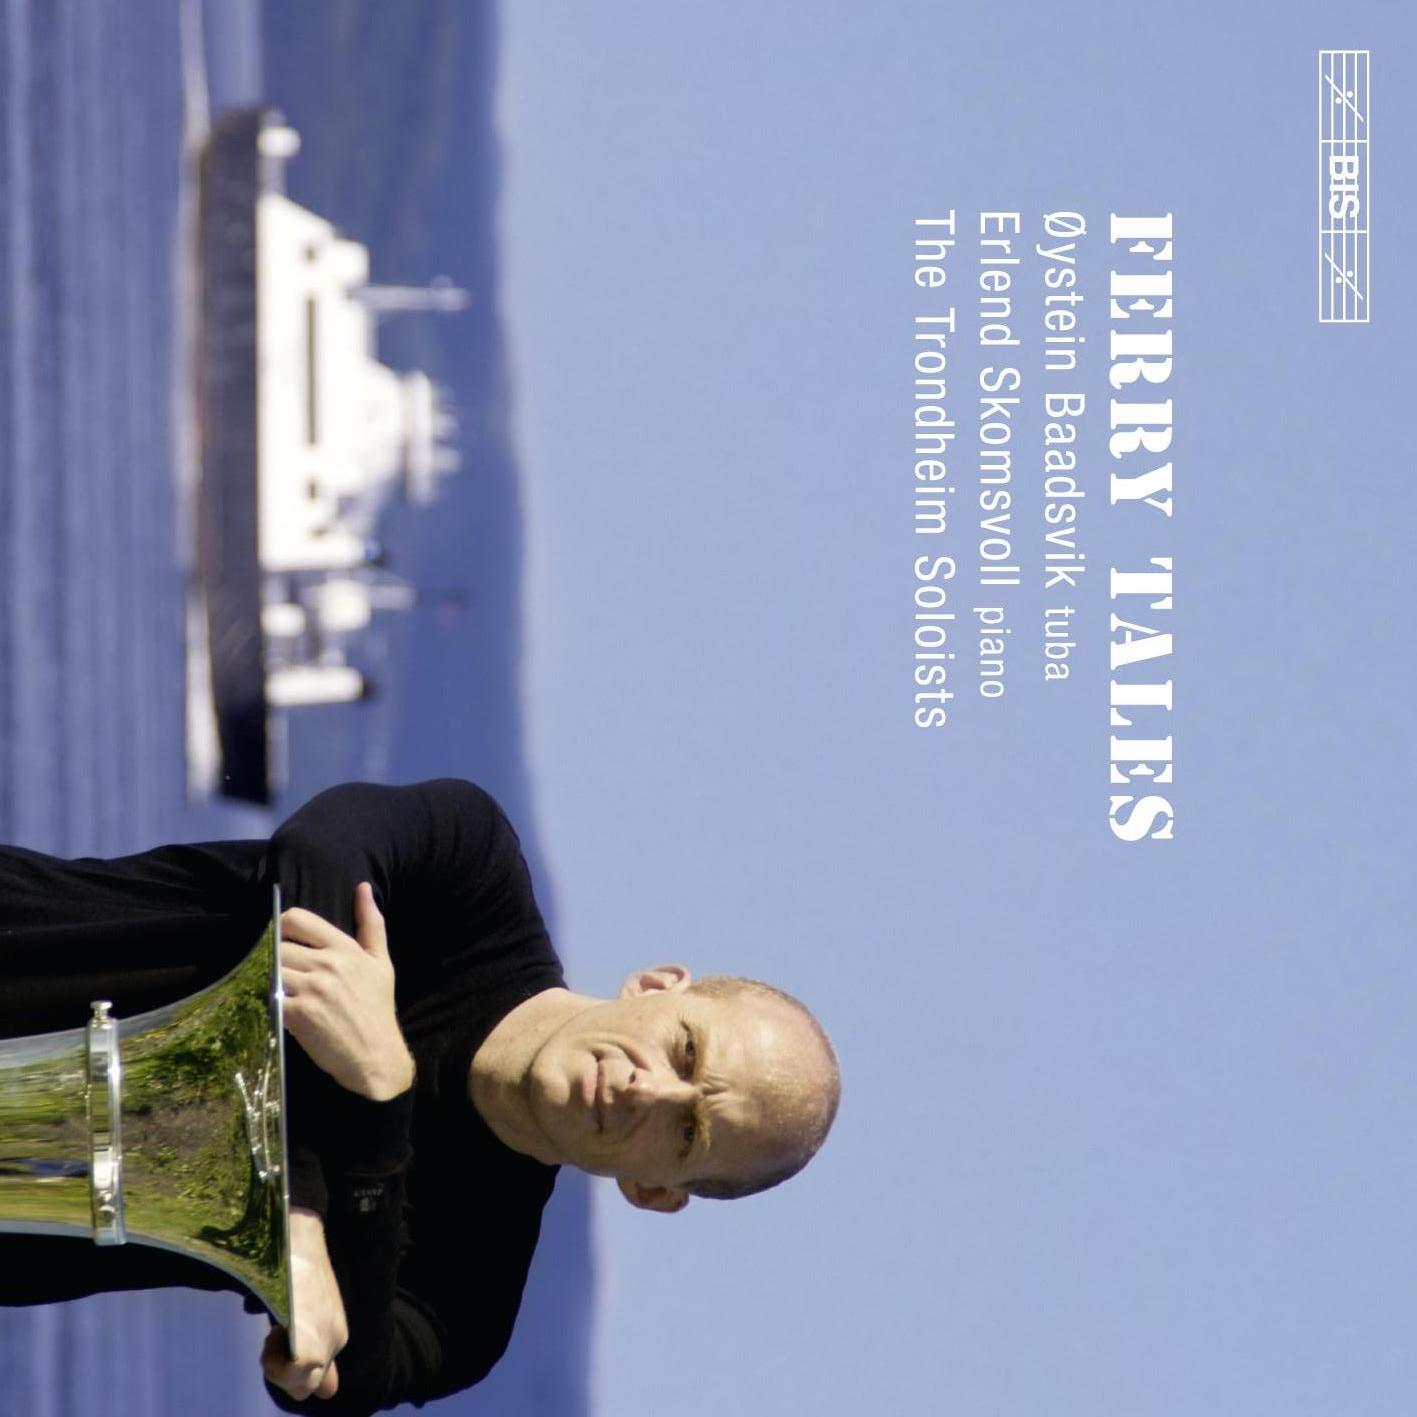 BIS
FERRY TALES
Øystein Baadsvik tuba
Erlend Skomsvoll piano
The Trondheim Soloists